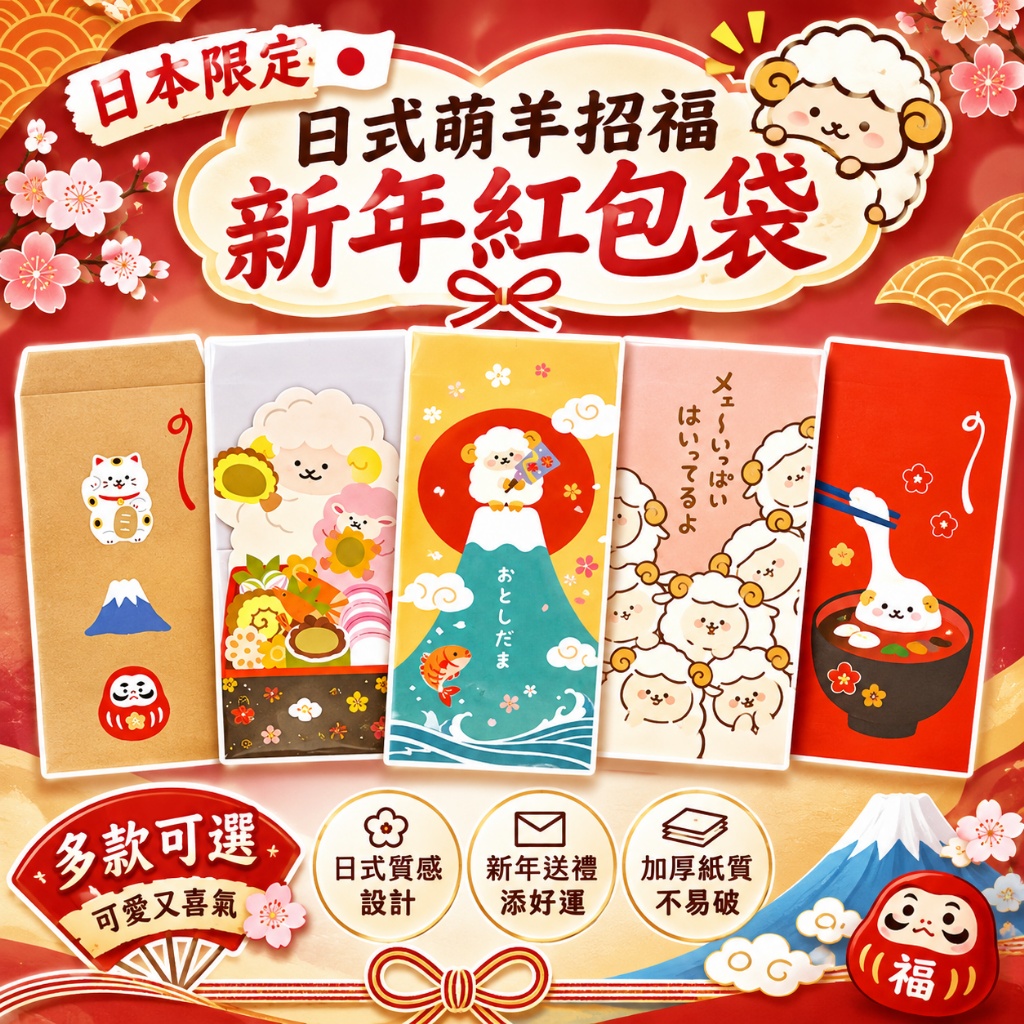 日本限定
日式萌羊招福
新年紅包袋
おとしだま
メェ〜いっぱい
はいってるよ
多款可選
可愛又喜氣
日式質感
設計
新年送禮
添好運
加厚紙質
不易破
福